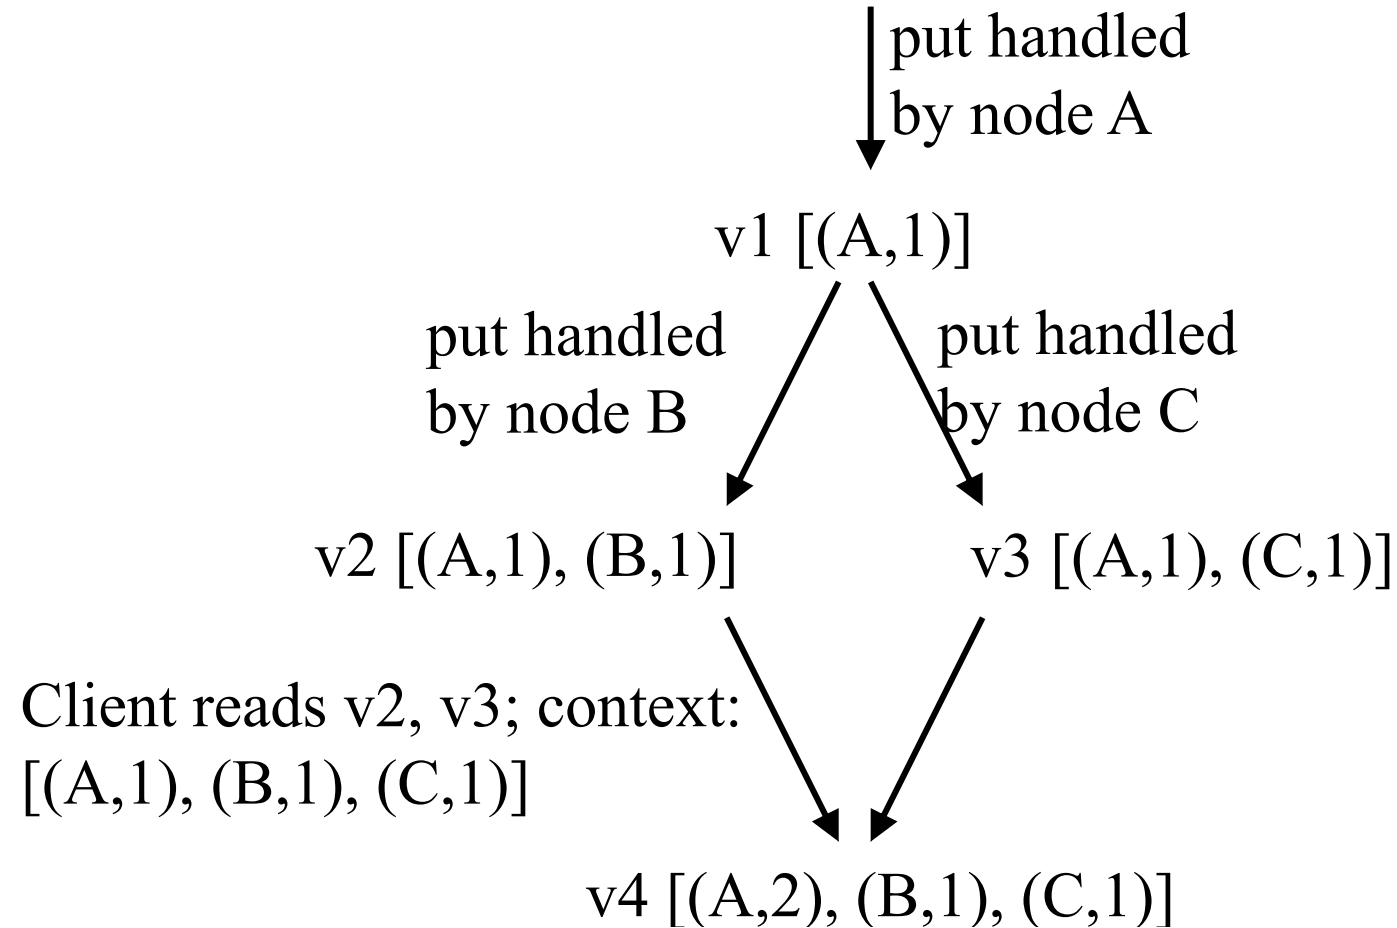 put handled
by node A
v1 [(A,1)]
put handled
by node B
put handled
by node C
v2 [(A,1), (B,1)]
v3 [(A,1), (C,1)]
Client reads v2, v3; context:
[(A,1), (B,1), (C,1)]
v4 [(A,2), (B,1), (C,1)]